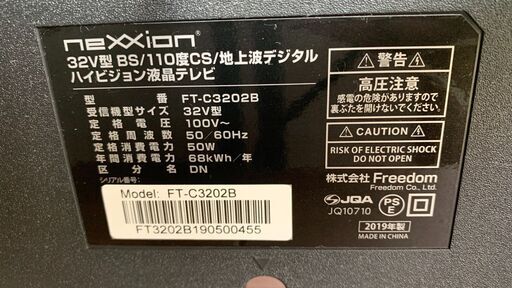 neXXion
32V型 BS/110度CS/地上波デジタル
ハイビジョン液晶テレビ
型番 FT-C3202B
受信機型サイズ 32V型
定格電圧 100V~
定格周波数 50/60Hz
定格消費電力 50W
年間消費電力 68kWh/年
区分名 DN
シリアル番号
Model: FT-C3202B
FT3202B190500455
警告
高圧注意
感電の危険がありますので
裏ぶたを開けないでください。
CAUTION
RISK OF ELECTRIC SHOCK
DO NOT OPEN
株式会社 Freedom
Freedom Co., Ltd.
JQA
JQ10710
PS
E
2019年製
MADE IN CHINA